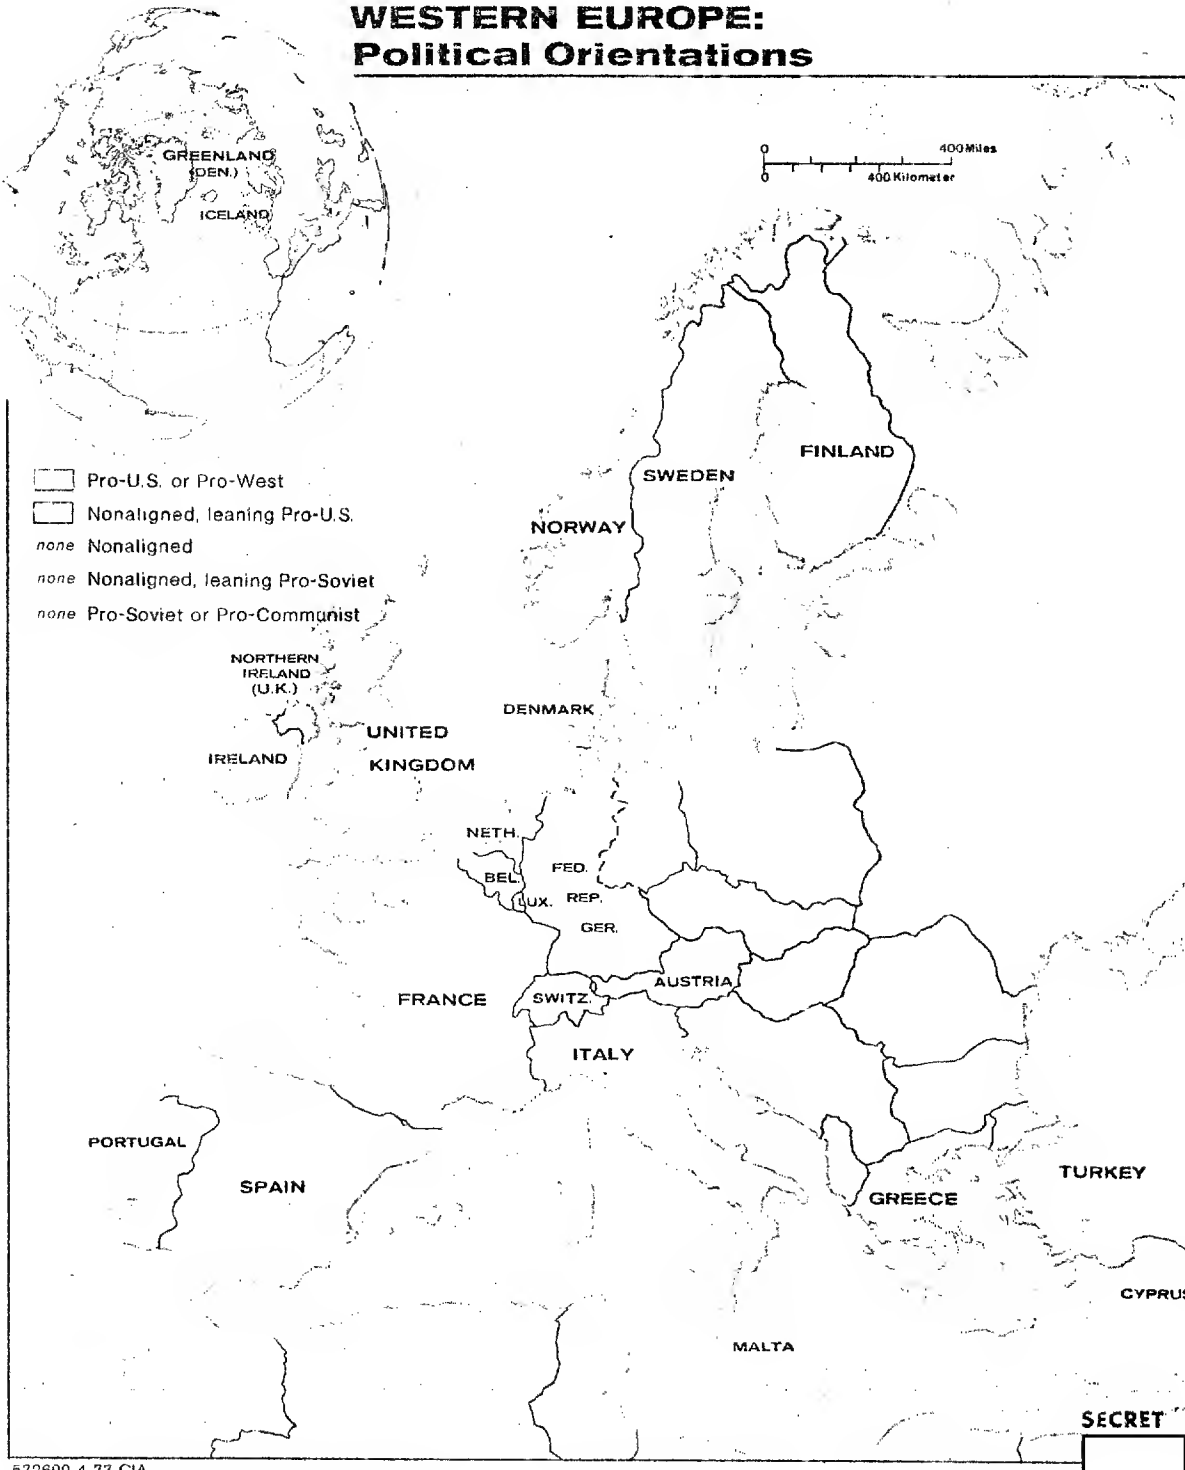 WESTERN EUROPE:
Political Orientations
GREENLAND
(DEN.)
ICELAND
0 400 Miles
0 400 Kilometer
Pro-U.S. or Pro-West
Nonaligned, leaning Pro-U.S.
none Nonaligned
none Nonaligned, leaning Pro-Soviet
none Pro-Soviet or Pro-Communist
FINLAND
SWEDEN
NORWAY
NORTHERN
IRELAND
(U.K.)
DENMARK
UNITED
KINGDOM
IRELAND
NETH.
BEL.
LUX.
FED.
REP.
GER.
AUSTRIA
FRANCE
SWITZ.
ITALY
PORTUGAL
SPAIN
GREECE
TURKEY
CYPRUS
MALTA
SECRET